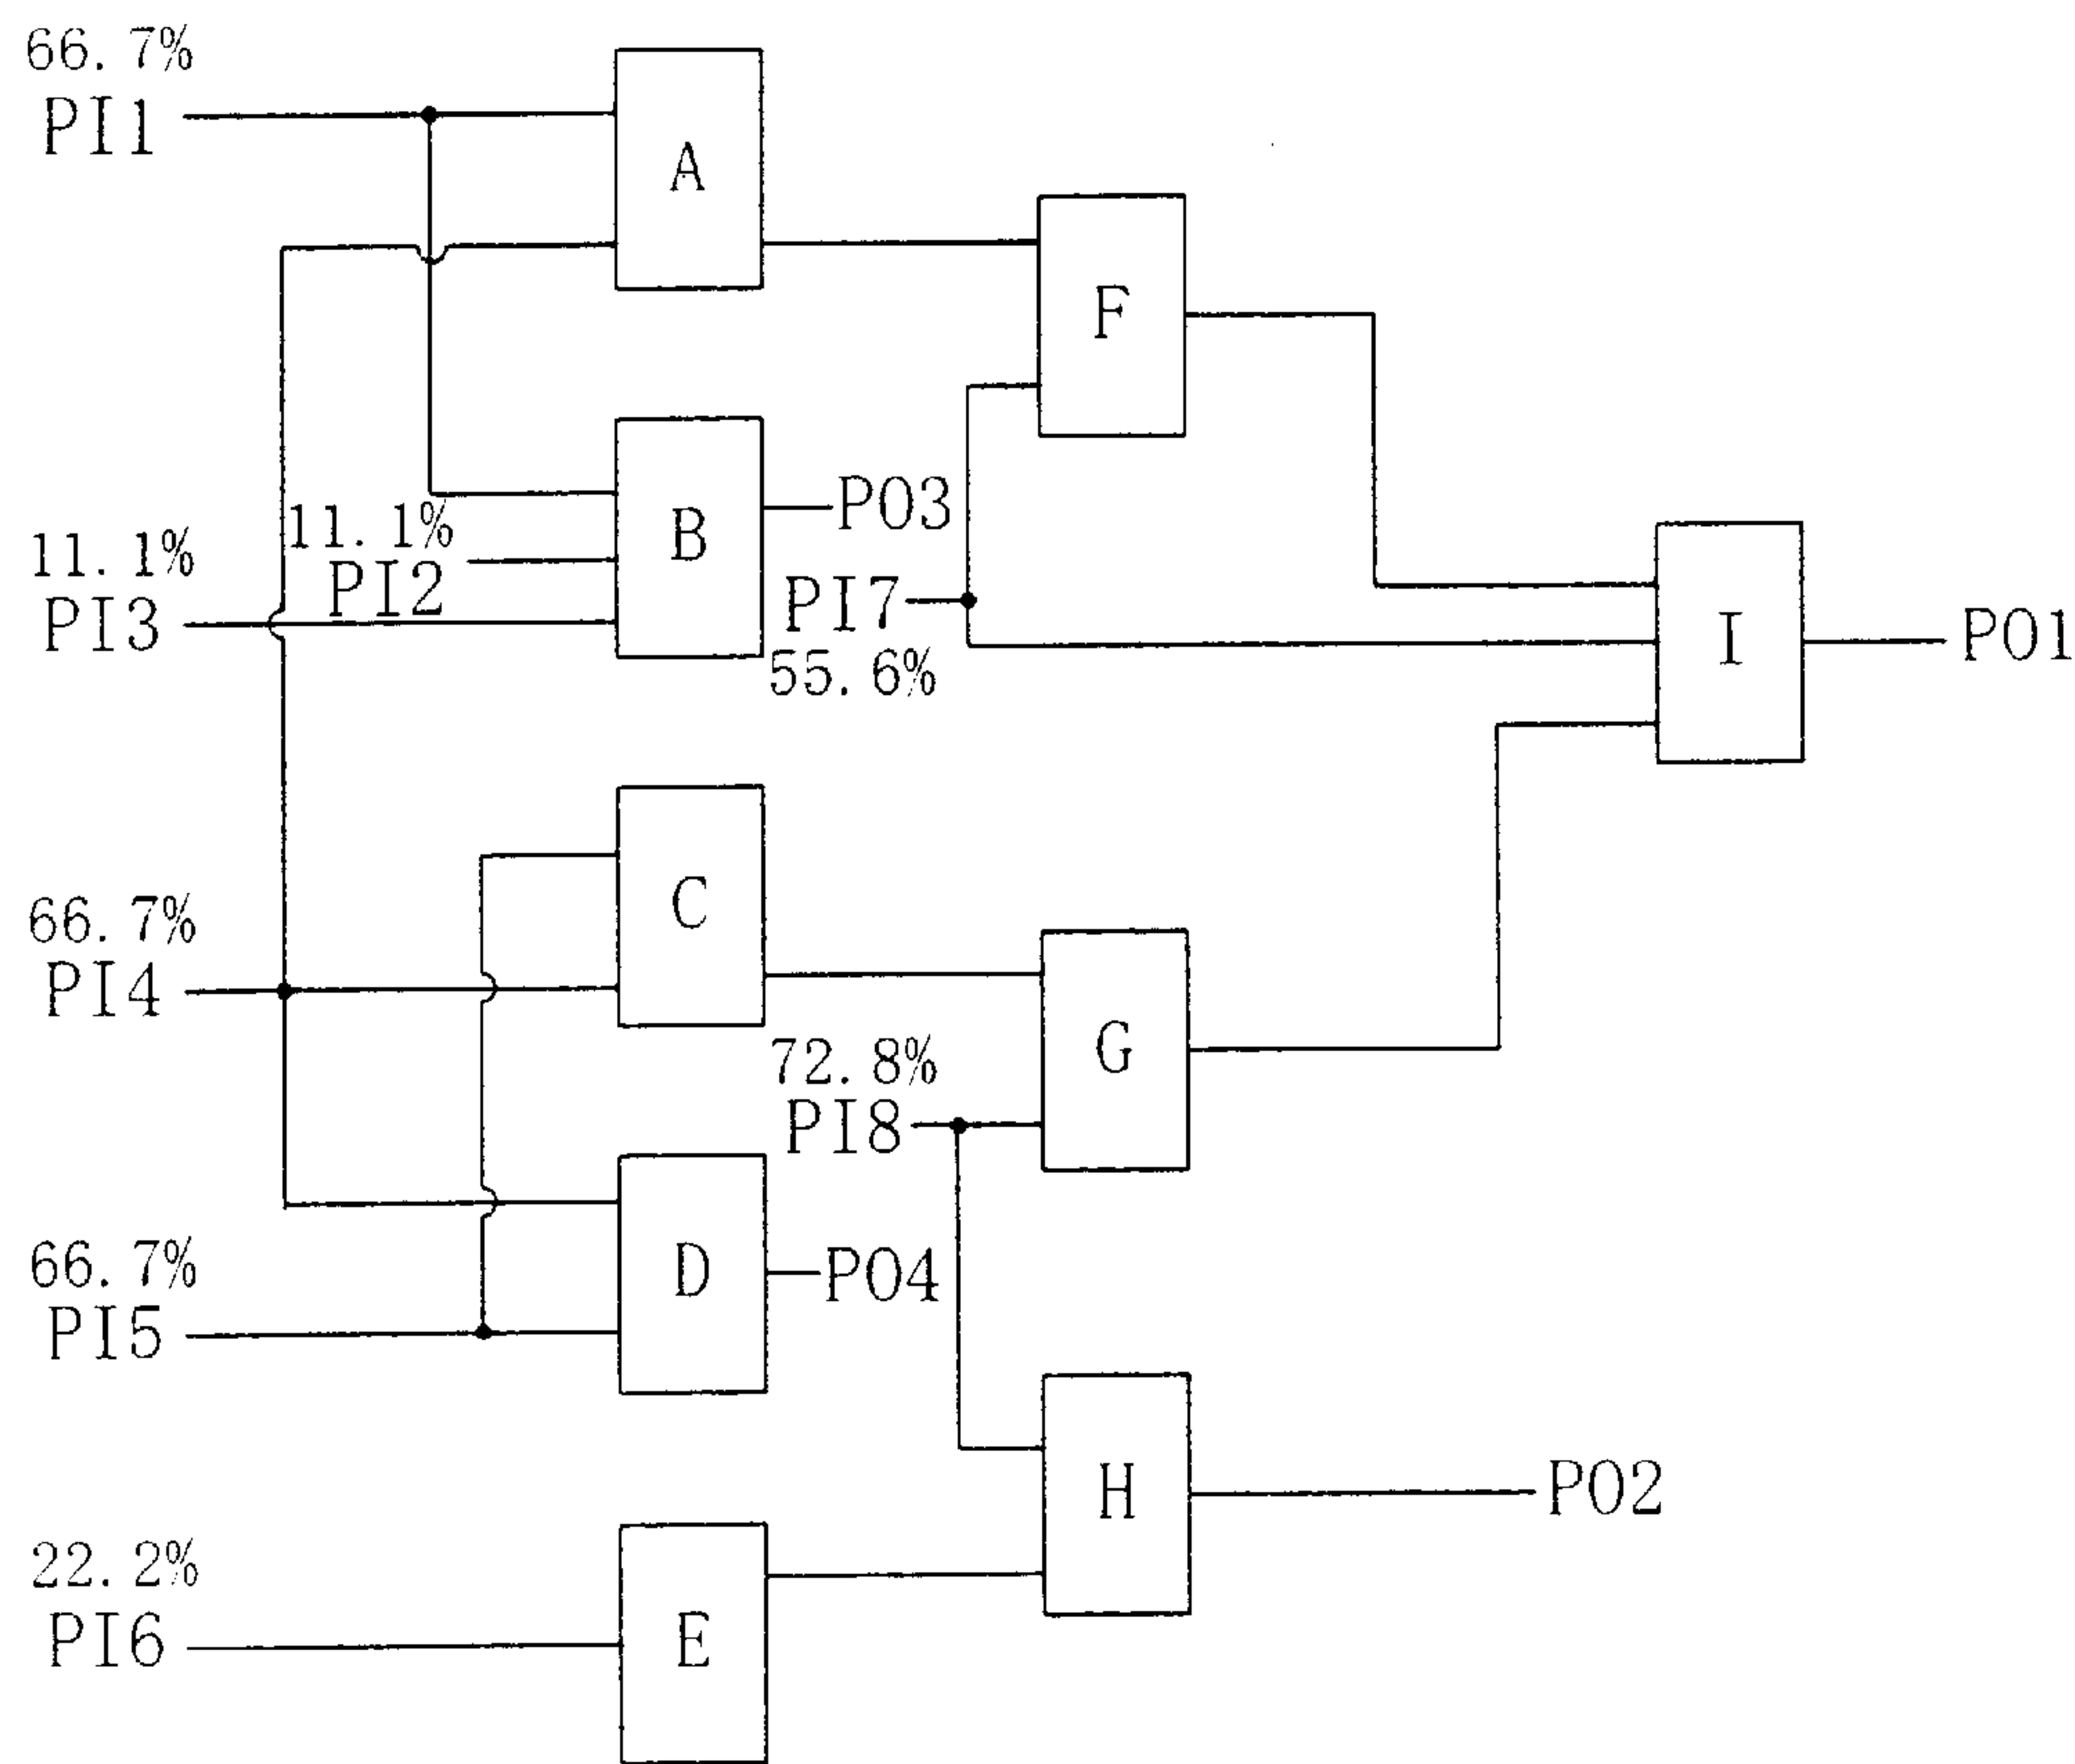 66. 7%
PI1
A
F
11. 1%
PI3
11. 1%
PI2
B
PO3
PI7
55. 6%
I
PO1
66. 7%
PI4
C
72. 8%
PI8
G
66. 7%
PI5
D
PO4
H
PO2
22. 2%
PI6
E